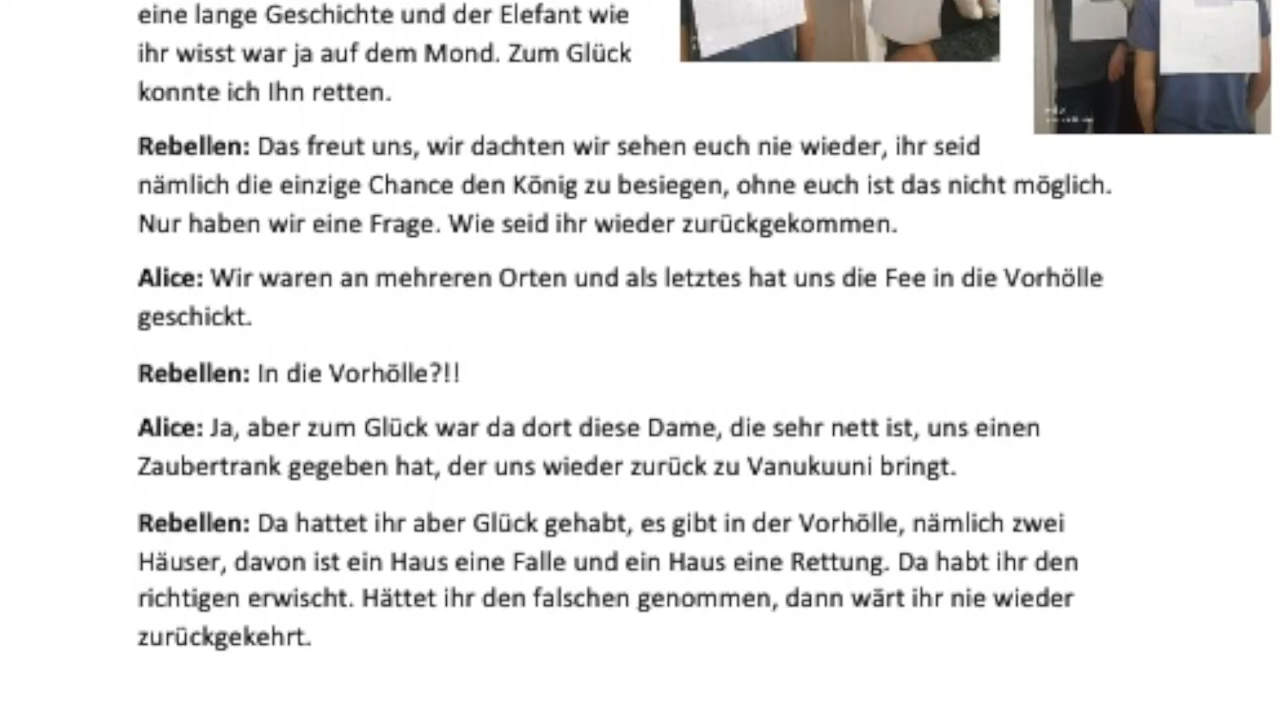 eine lange Geschichte und der Elefant wie
ihr wisst war ja auf dem Mond. Zum Glück
konnte ich Ihn retten.
Rebellen: Das freut uns, wir dachten wir sehen euch nie wieder, ihr seid
nämlich die einzige Chance den König zu besiegen, ohne euch ist das nicht möglich.
Nur haben wir eine Frage. Wie seid ihr wieder zurückgekommen.
Alice: Wir waren an mehreren Orten und als letztes hat uns die Fee in die Vorhölle
geschickt.
Rebellen: In die Vorhölle?!!
Alice: Ja, aber zum Glück war da dort diese Dame, die sehr nett ist, uns einen
Zaubertrank gegeben hat, der uns wieder zurück zu Vanukuuni bringt.
Rebellen: Da hattet ihr aber Glück gehabt, es gibt in der Vorhölle, nämlich zwei
Häuser, davon ist ein Haus eine Falle und ein Haus eine Rettung. Da habt ihr den
richtigen erwischt. Hättet ihr den falschen genommen, dann wärt ihr nie wieder
zurückgekehrt.